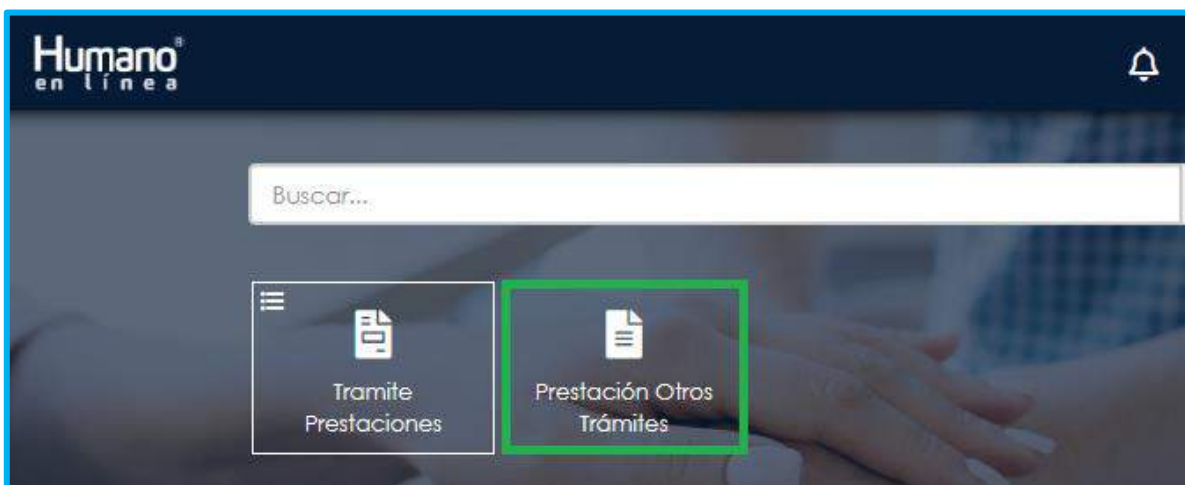 Humano®
en línea
Buscar...
Tramite
Prestaciones
Prestación Otros
Trámites